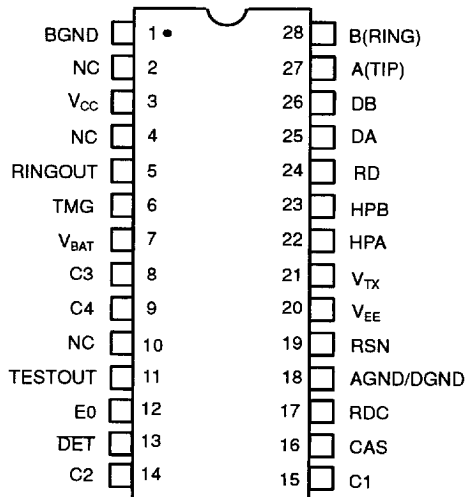 BGND 1 28 B(RING)
NC 2 27 A(TIP)
VCC 3 26 DB
NC 4 25 DA
RINGOUT 5 24 RD
TMG 6 23 HPB
VBAT 7 22 HPA
C3 8 21 VTX
C4 9 20 VEE
NC 10 19 RSN
TESTOUT 11 18 AGND/DGND
E0 12 17 RDC
D̅E̅T̅ 13 16 CAS
C2 14 15 C1